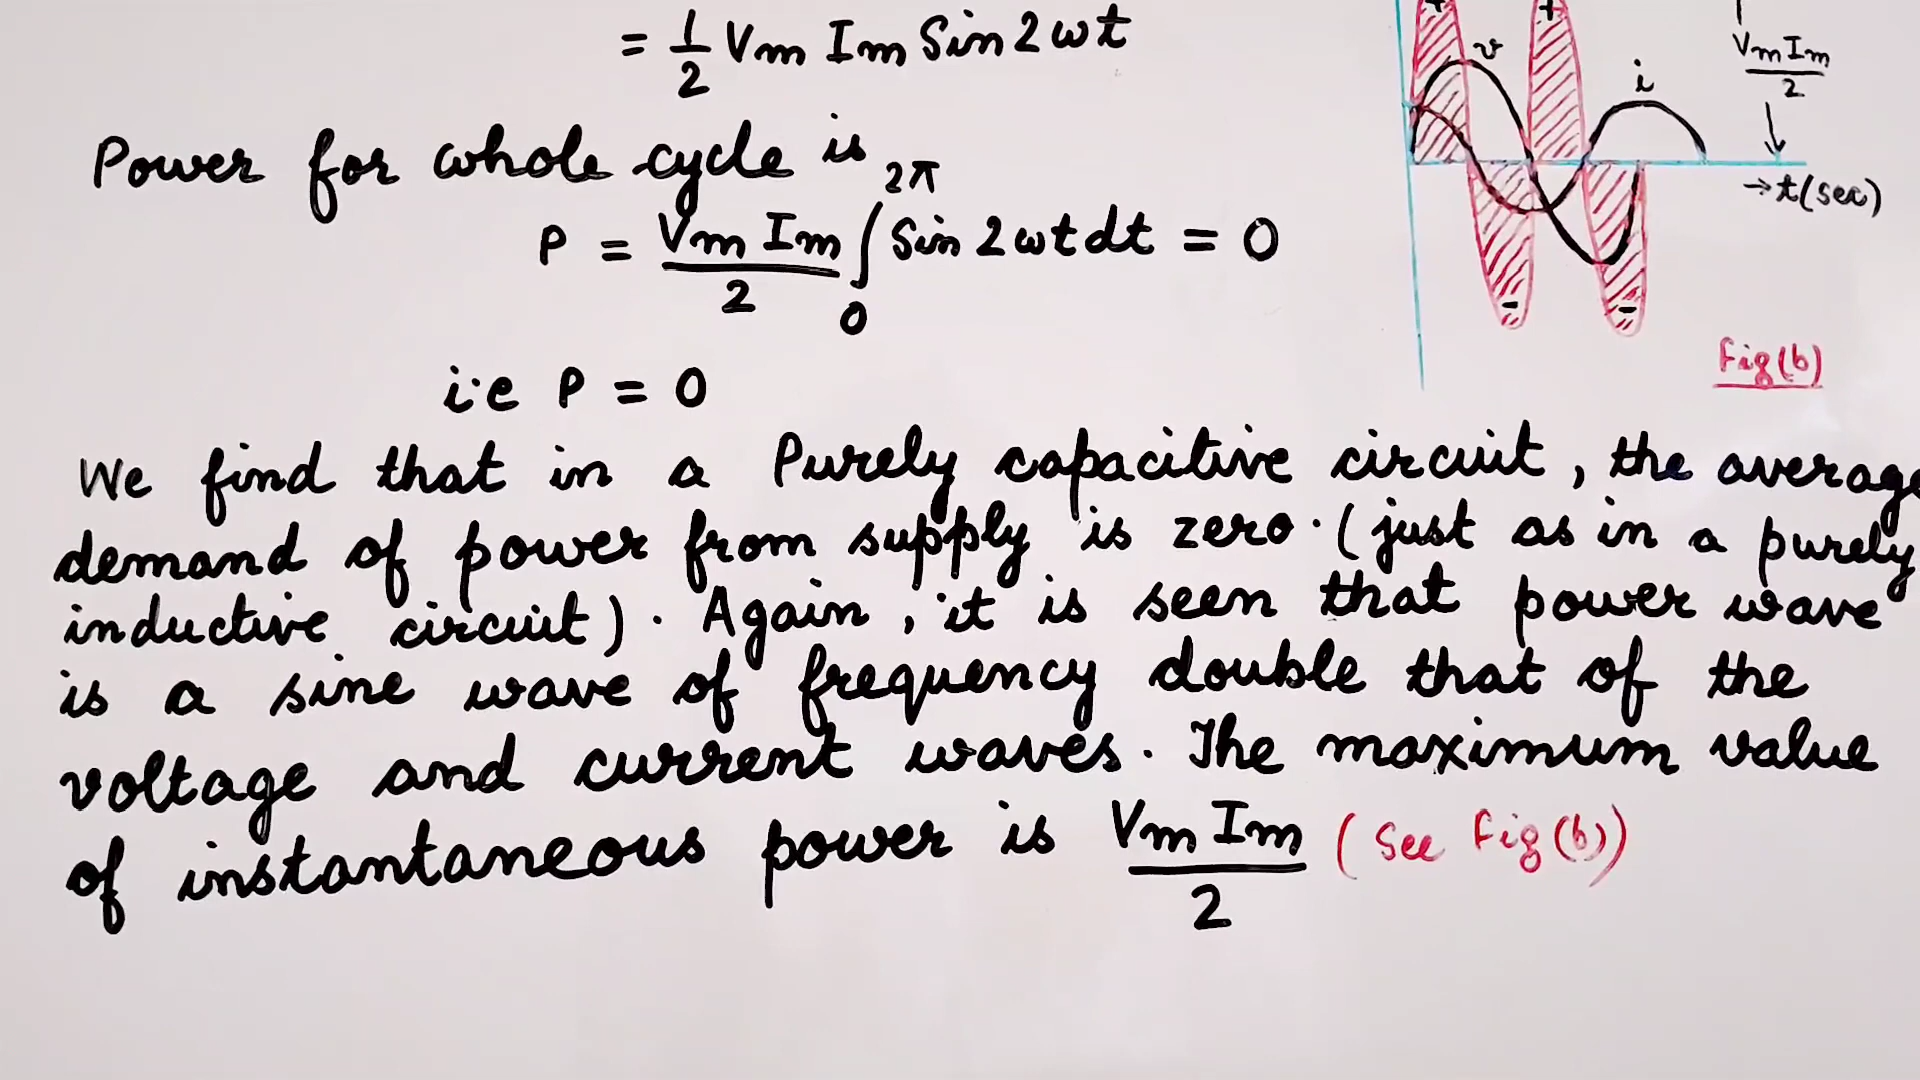 = 1/2 Vm Im Sin 2 ωt
Power for whole cycle is
P = Vm Im / 2 ∫₀^2π Sin 2 ωt dt = 0
i.e P = 0
We find that in a Purely capacitive circuit, the average
demand of power from supply is zero. (just as in a purely
inductive circuit). Again, it is seen that power wave
is a sine wave of frequency double that of the
voltage and current waves. The maximum value
of instantaneous power is Vm Im / 2 (See Fig (b))
+ +
v
i
Vm Im / 2
→ t (sec)
- -
Fig (b)